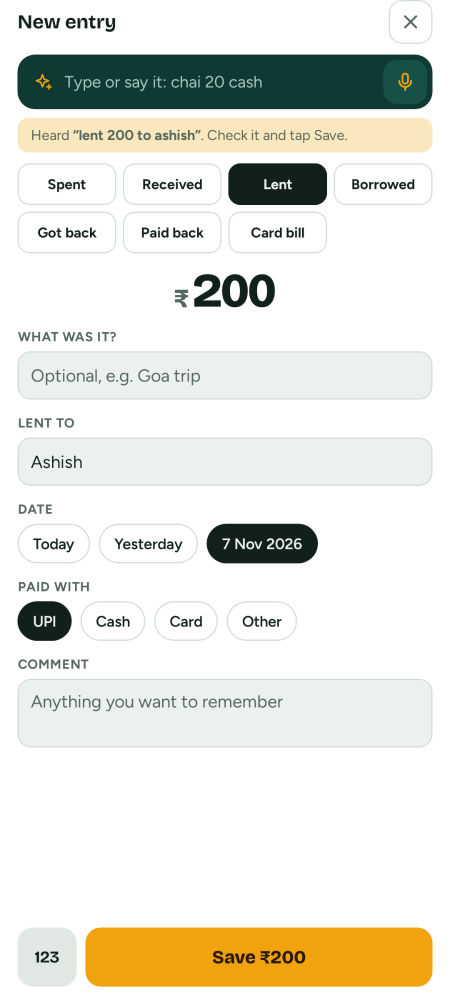 New entry
Type or say it: chai 20 cash
Heard “lent 200 to ashish”. Check it and tap Save.
Spent Received Lent Borrowed
Got back Paid back Card bill
₹200
WHAT WAS IT?
Optional, e.g. Goa trip
LENT TO
Ashish
DATE
Today Yesterday 7 Nov 2026
PAID WITH
UPI Cash Card Other
COMMENT
Anything you want to remember
123 Save ₹200